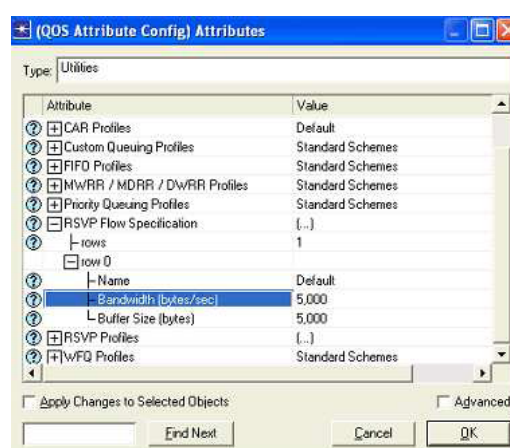 (QOS Attribute Config) Attributes
Type: Utilities
Attribute Value
CAR Profiles Default
Custom Queuing Profiles Standard Schemes
FIFO Profiles Standard Schemes
MWRR / MDRR / DWRR Profiles Standard Schemes
Priority Queuing Profiles Standard Schemes
RSVP Flow Specification (...)
rows 1
row 0
Name Default
Bandwidth (bytes/sec) 5,000
Buffer Size (bytes) 5,000
RSVP Profiles (...)
WFQ Profiles Standard Schemes
Apply Changes to Selected Objects Advanced
Find Next Cancel OK